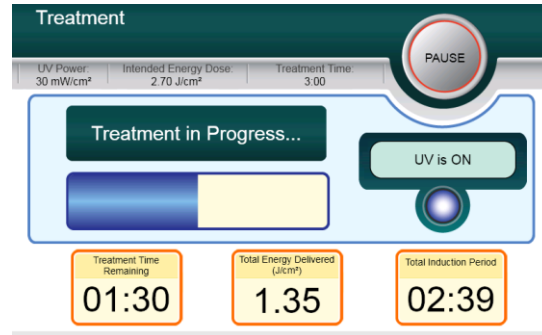 Treatment
PAUSE
UV Power: Intended Energy Dose: Treatment Time:
30 mW/cm² 2.70 J/cm² 3:00
Treatment in Progress...
UV is ON
Treatment Time
Remaining
01:30
Total Energy Delivered
(J/cm²)
1.35
Total Induction Period
02:39